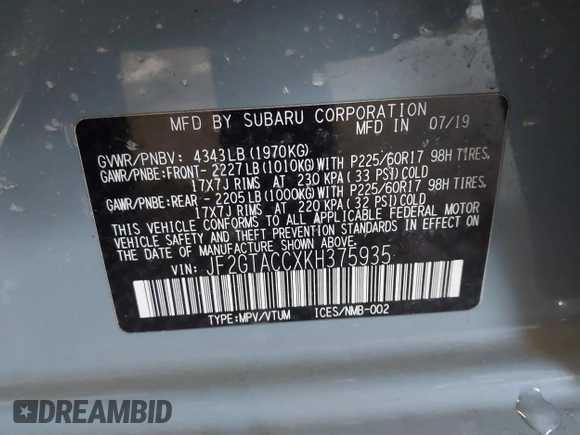 MFD BY SUBARU CORPORATION
MFD IN 07/19
GVWR/PNBV: 4343LB(1970KG)
GAWR/PNBE:FRONT- 2227LB(1010KG)WITH P225/60R17 98H TIRES.
17X7J RIMS AT 230 KPA( 33 PSI)COLD
GAWR/PNBE:REAR - 2205LB(1000KG)WITH P225/60R17 98H TIRES.
17X7J RIMS AT 220 KPA( 32 PSI)COLD
THIS VEHICLE CONFORMS TO ALL APPLICABLE FEDERAL MOTOR
VEHICLE SAFETY AND THEFT PREVENTION STANDARDS IN EFFECT ON
THE DATE OF MANUFACTURE SHOWN ABOVE.
VIN: JF2GTACCXKH375935
TYPE:MPV/VTUM ICES/NMB-002
DREAMBID